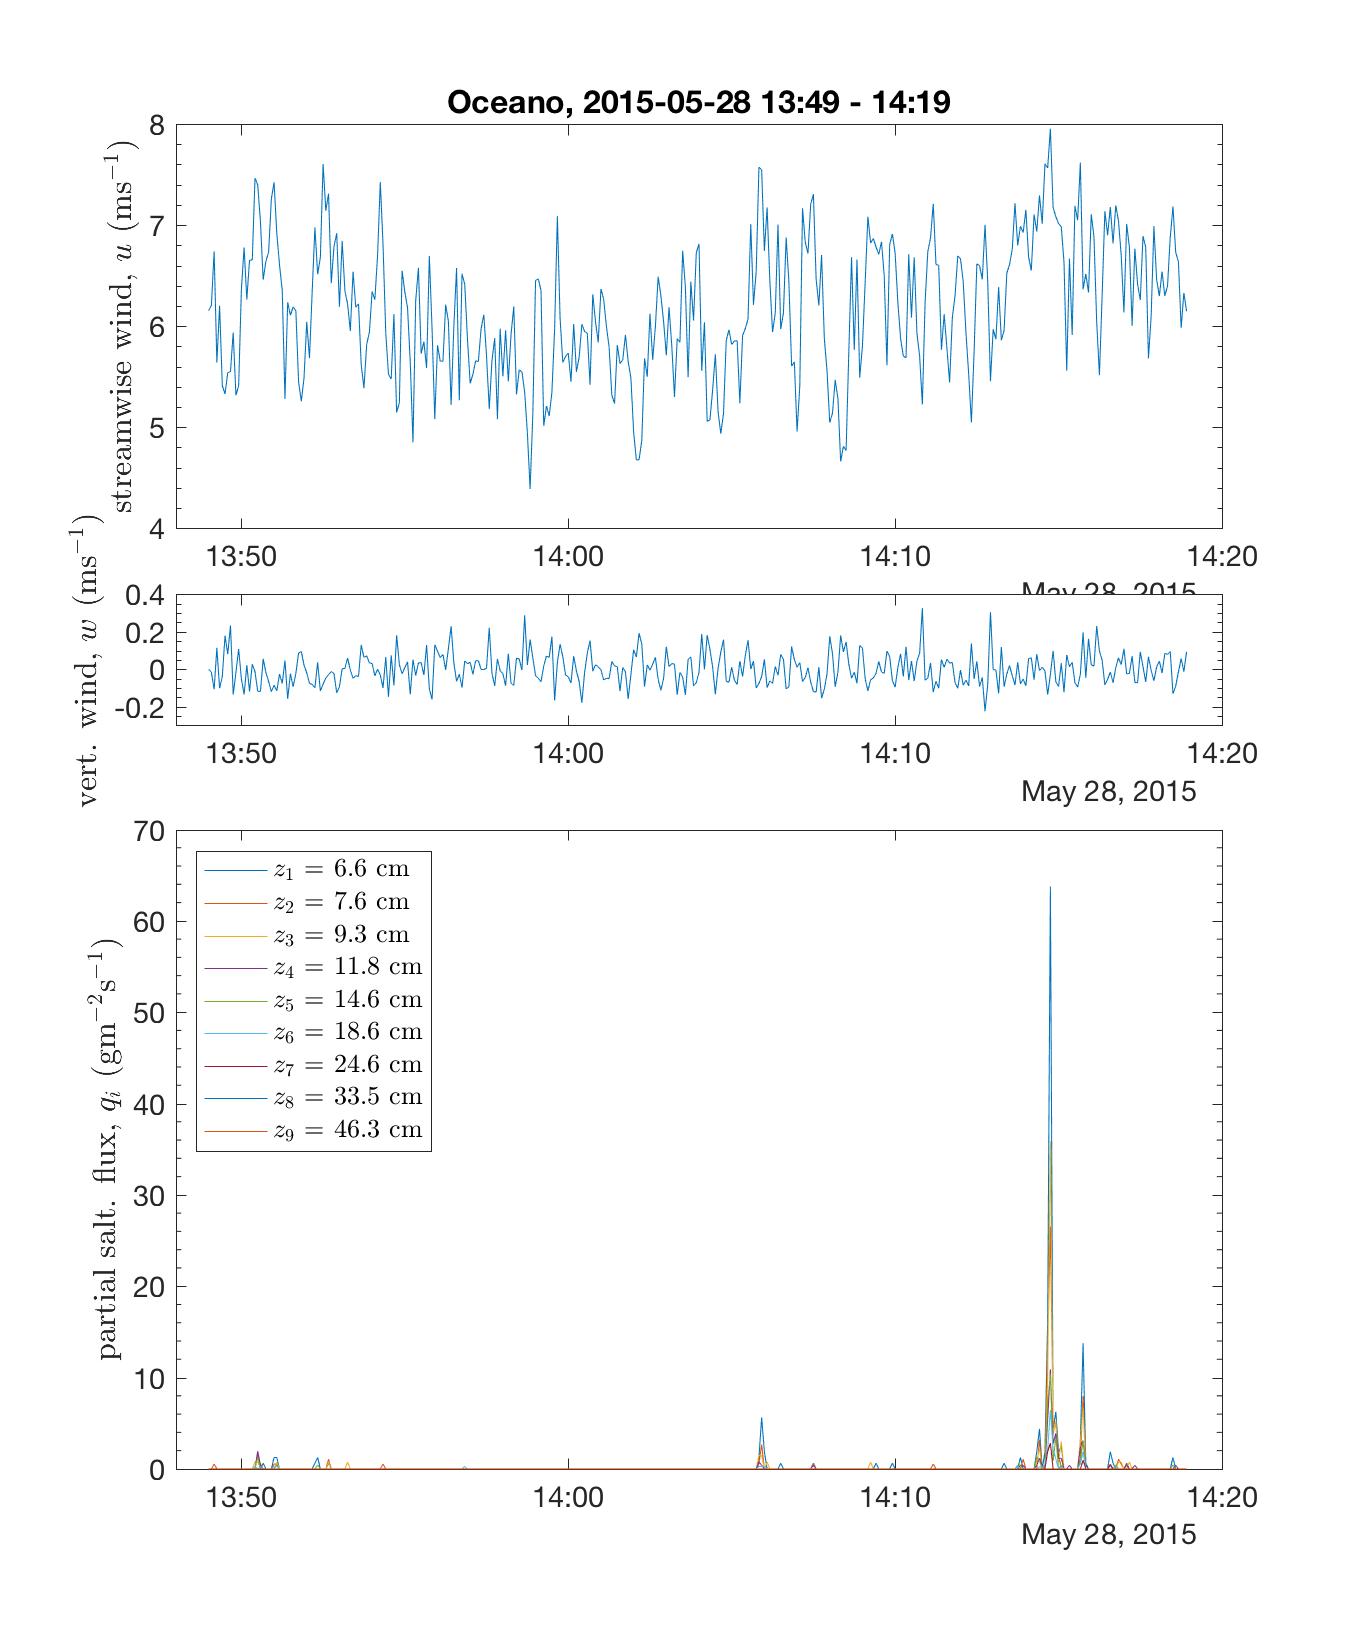 Oceano, 2015-05-28 13:49 - 14:19
streamwise wind, u (ms⁻¹)
8
7
6
5
4
13:50 14:00 14:10 14:20
May 28, 2015
vert. wind, w (ms⁻¹)
0.4
0.2
0
-0.2
13:50 14:00 14:10 14:20
May 28, 2015
partial salt. flux, qᵢ (gm⁻²s⁻¹)
70
60
50
40
30
20
10
0
z₁ = 6.6 cm
z₂ = 7.6 cm
z₃ = 9.3 cm
z₄ = 11.8 cm
z₅ = 14.6 cm
z₆ = 18.6 cm
z₇ = 24.6 cm
z₈ = 33.5 cm
z₉ = 46.3 cm
13:50 14:00 14:10 14:20
May 28, 2015